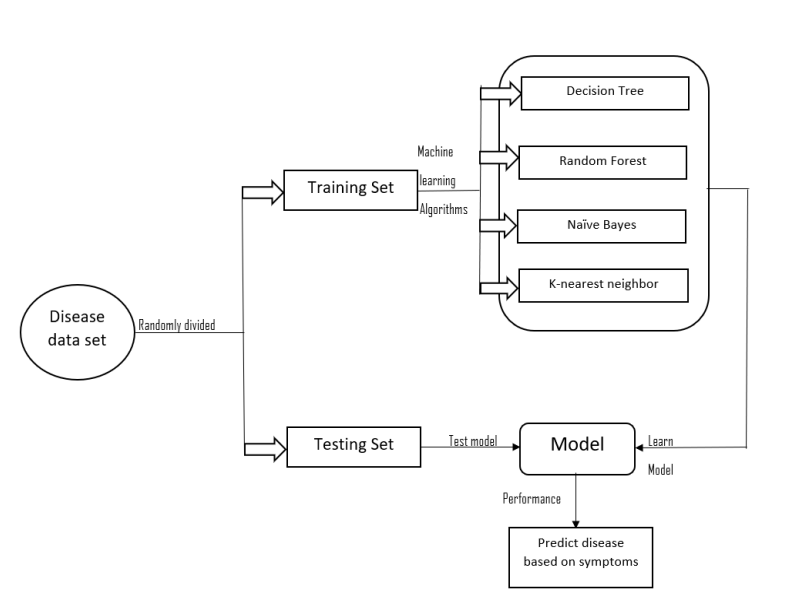 Decision Tree
Machine
Random Forest
learning
Training Set
Algorithms
Naïve Bayes
K-nearest neighbor
Disease
data set
Randomly divided
Testing Set
Test model
Model
Learn
Model
Performance
Predict disease
based on symptoms